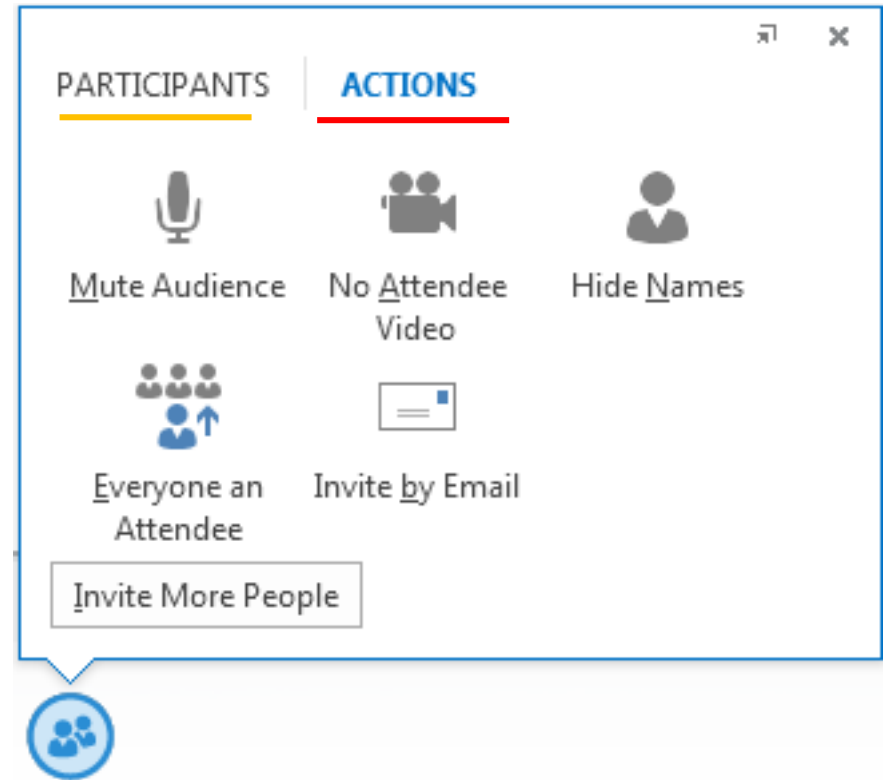 PARTICIPANTS ACTIONS
Mute Audience No Attendee Hide Names
Video
Everyone an Invite by Email
Attendee
Invite More People